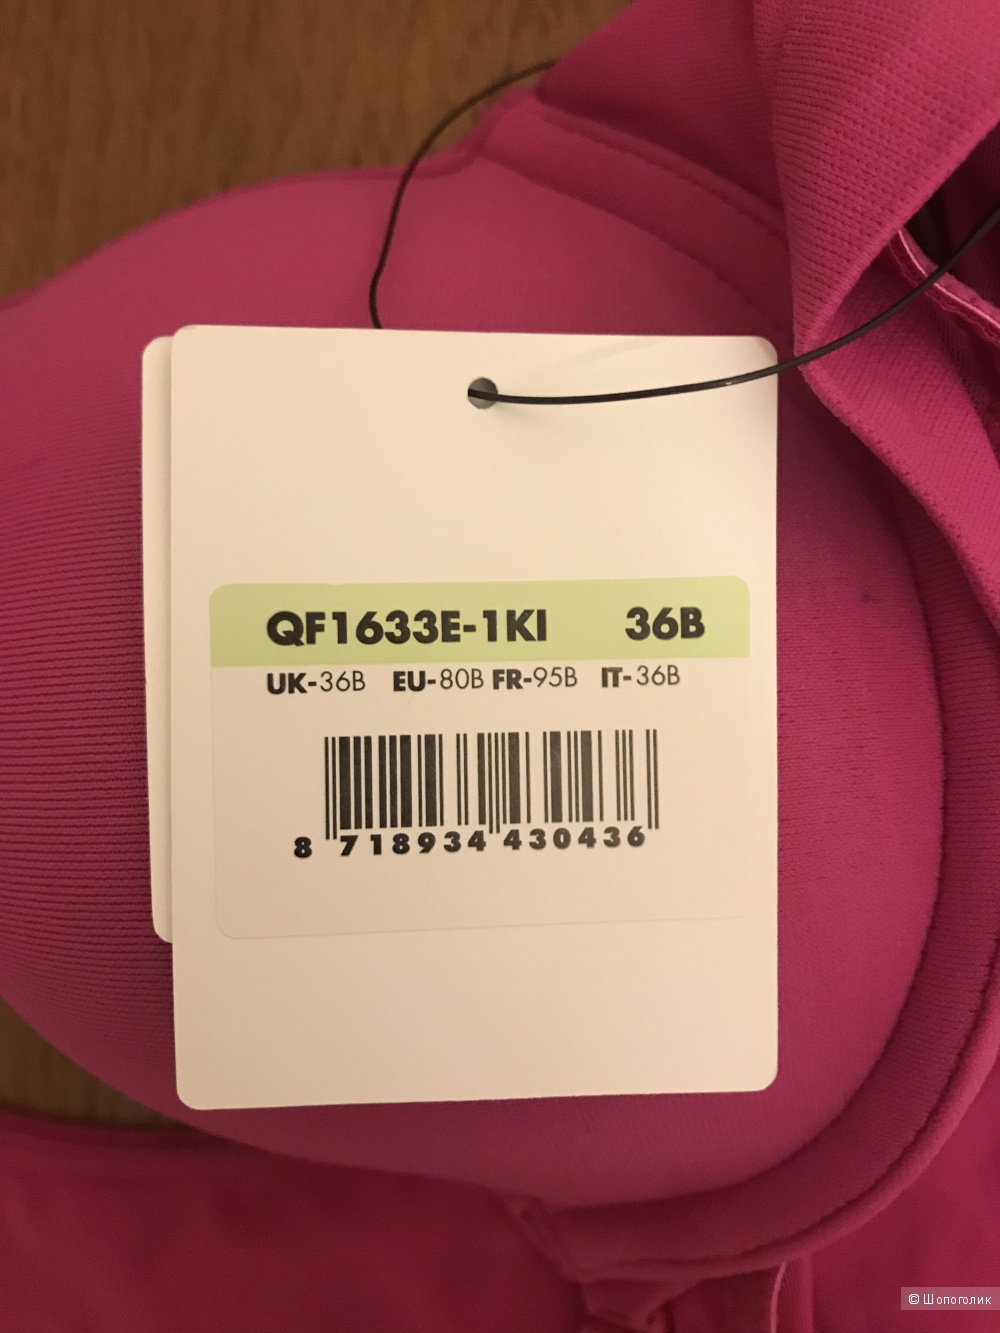 QF1633E-1KI 36B
UK-36B EU-80B FR-95B IT-36B
8 718934 430436
© Шопоголик